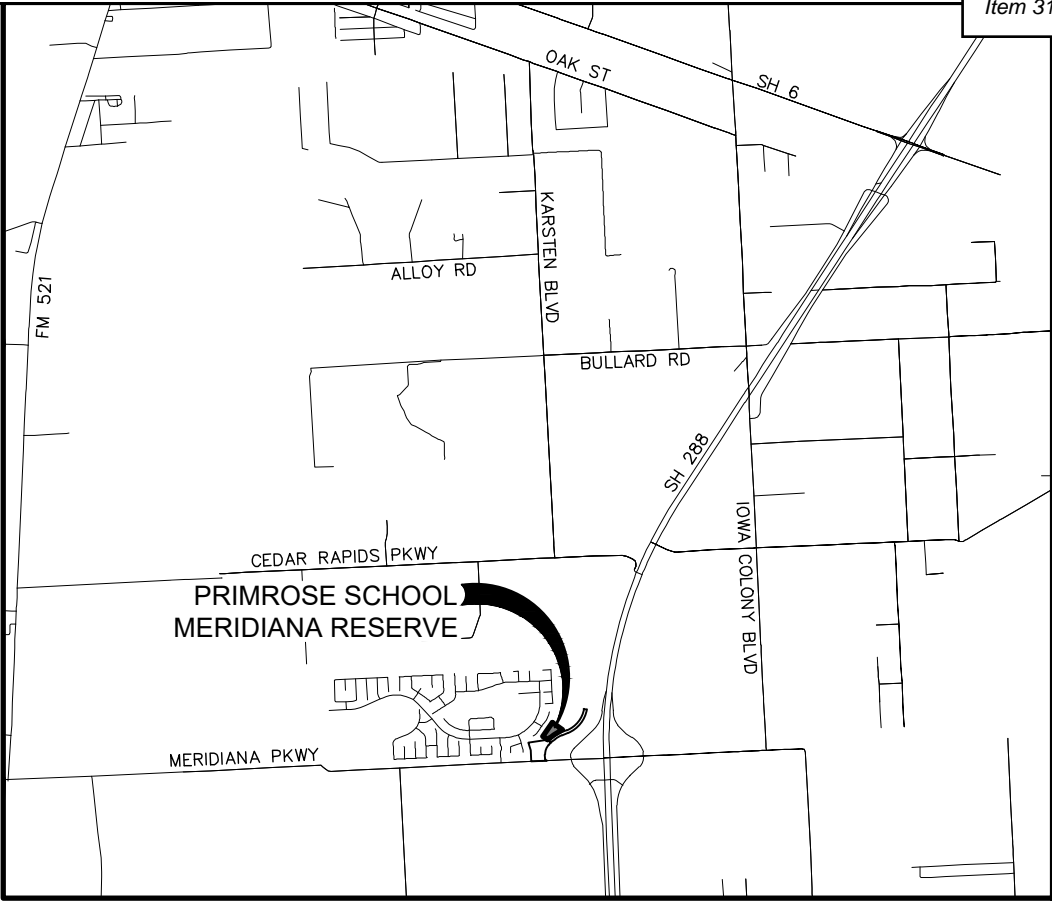 Item 31
OAK ST
SH 6
KARSTEN BLVD
ALLOY RD
FM 521
BULLARD RD
SH 288
IOWA COLONY BLVD
CEDAR RAPIDS PKWY
PRIMROSE SCHOOL
MERIDIANA RESERVE
MERIDIANA PKWY